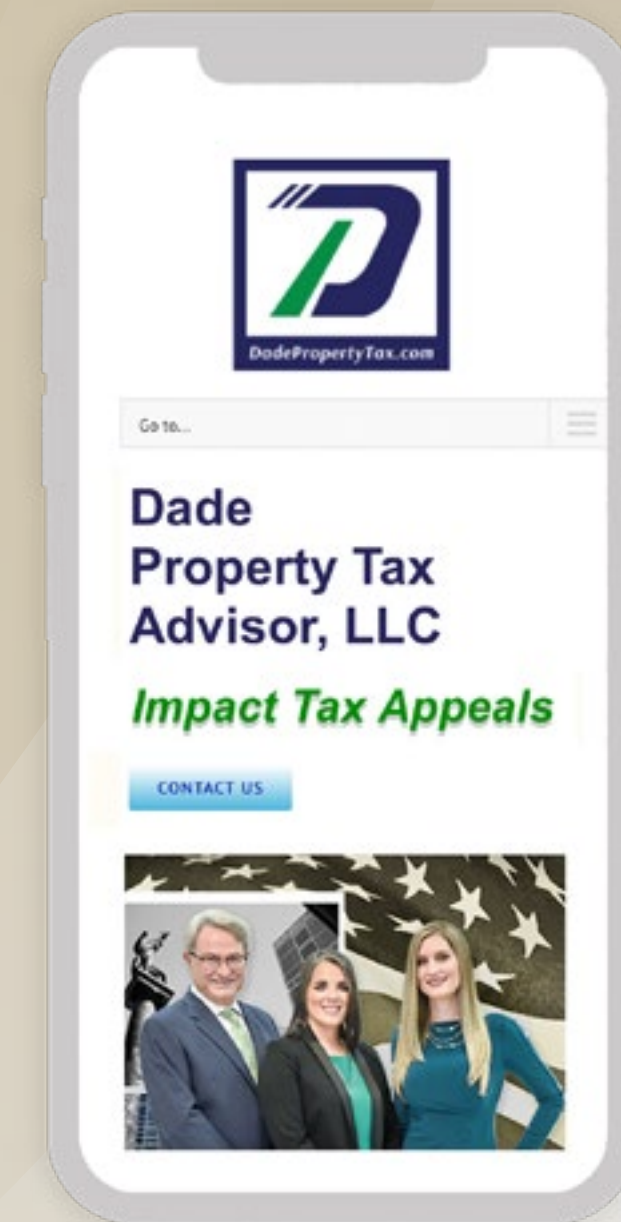 DadePropertyTax.com
Go to...
Dade
Property Tax
Advisor, LLC
Impact Tax Appeals
CONTACT US